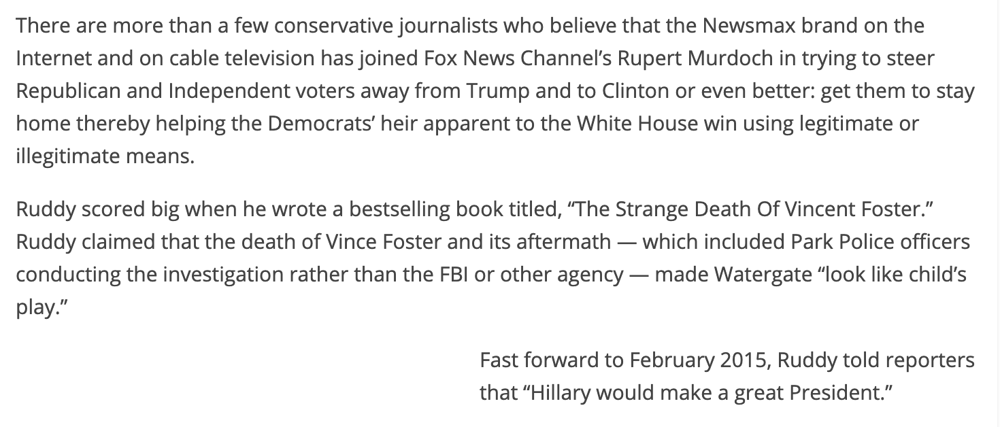 There are more than a few conservative journalists who believe that the Newsmax brand on the
Internet and on cable television has joined Fox News Channel’s Rupert Murdoch in trying to steer
Republican and Independent voters away from Trump and to Clinton or even better: get them to stay
home thereby helping the Democrats’ heir apparent to the White House win using legitimate or
illegitimate means.
Ruddy scored big when he wrote a bestselling book titled, “The Strange Death Of Vincent Foster.”
Ruddy claimed that the death of Vince Foster and its aftermath — which included Park Police officers
conducting the investigation rather than the FBI or other agency — made Watergate “look like child’s
play.”
Fast forward to February 2015, Ruddy told reporters
that “Hillary would make a great President.”